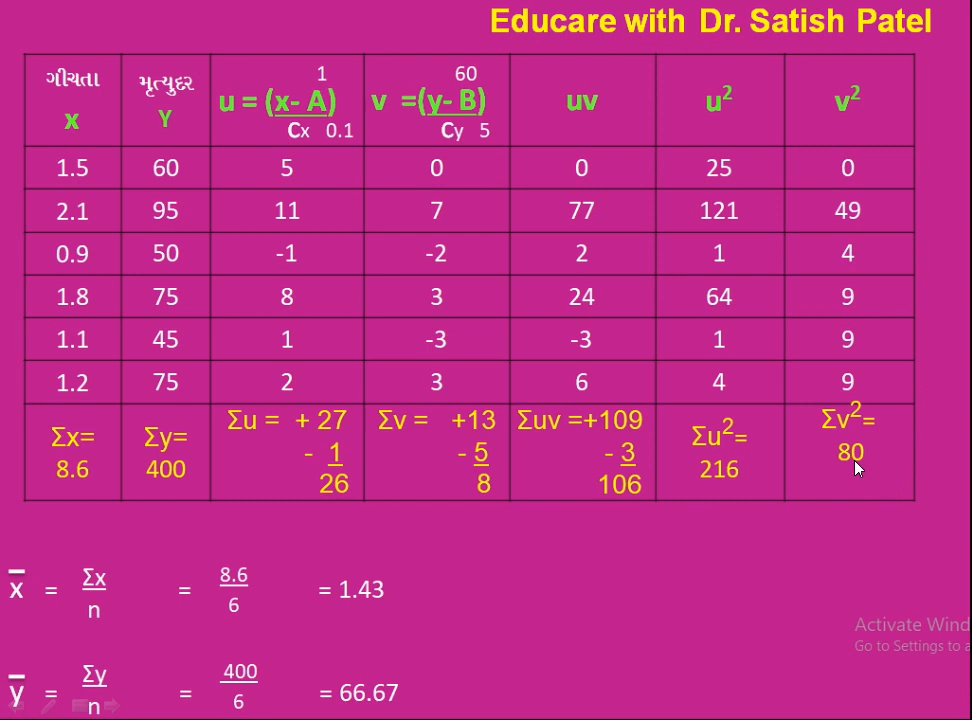 Educare with Dr. Satish Patel
ગીચતા મૃત્યુદર 1 60
x Y u = (x- A) v =(y- B) uv u² v²
Cx 0.1 Cy 5
1.5 60 5 0 0 25 0
2.1 95 11 7 77 121 49
0.9 50 -1 -2 2 1 4
1.8 75 8 3 24 64 9
1.1 45 1 -3 -3 1 9
1.2 75 2 3 6 4 9
Σx= Σy= Σu = + 27 Σv = +13 Σuv =+109 Σu²= Σv²=
8.6 400 - 1 - 5 - 3 216 80
26 8 106
x̄ = Σx = 8.6 = 1.43
n 6
Activate Wind
Go to Settings to a
ȳ = Σy = 400 = 66.67
n 6